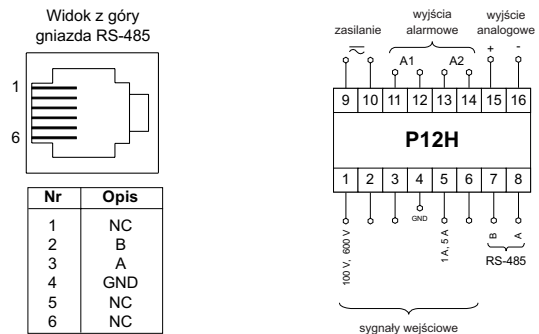 Widok z góry
gniazda RS-485
1
6
Nr Opis
1 NC
2 B
3 A
4 GND
5 NC
6 NC
zasilanie
wyjścia
alarmowe
wyjście
analogowe
A1 A2 + -
9 10 11 12 13 14 15 16
P12H
1 2 3 4 5 6 7 8
100 V, 600 V
GND
1 A, 5 A
B
A
RS-485
sygnały wejściowe